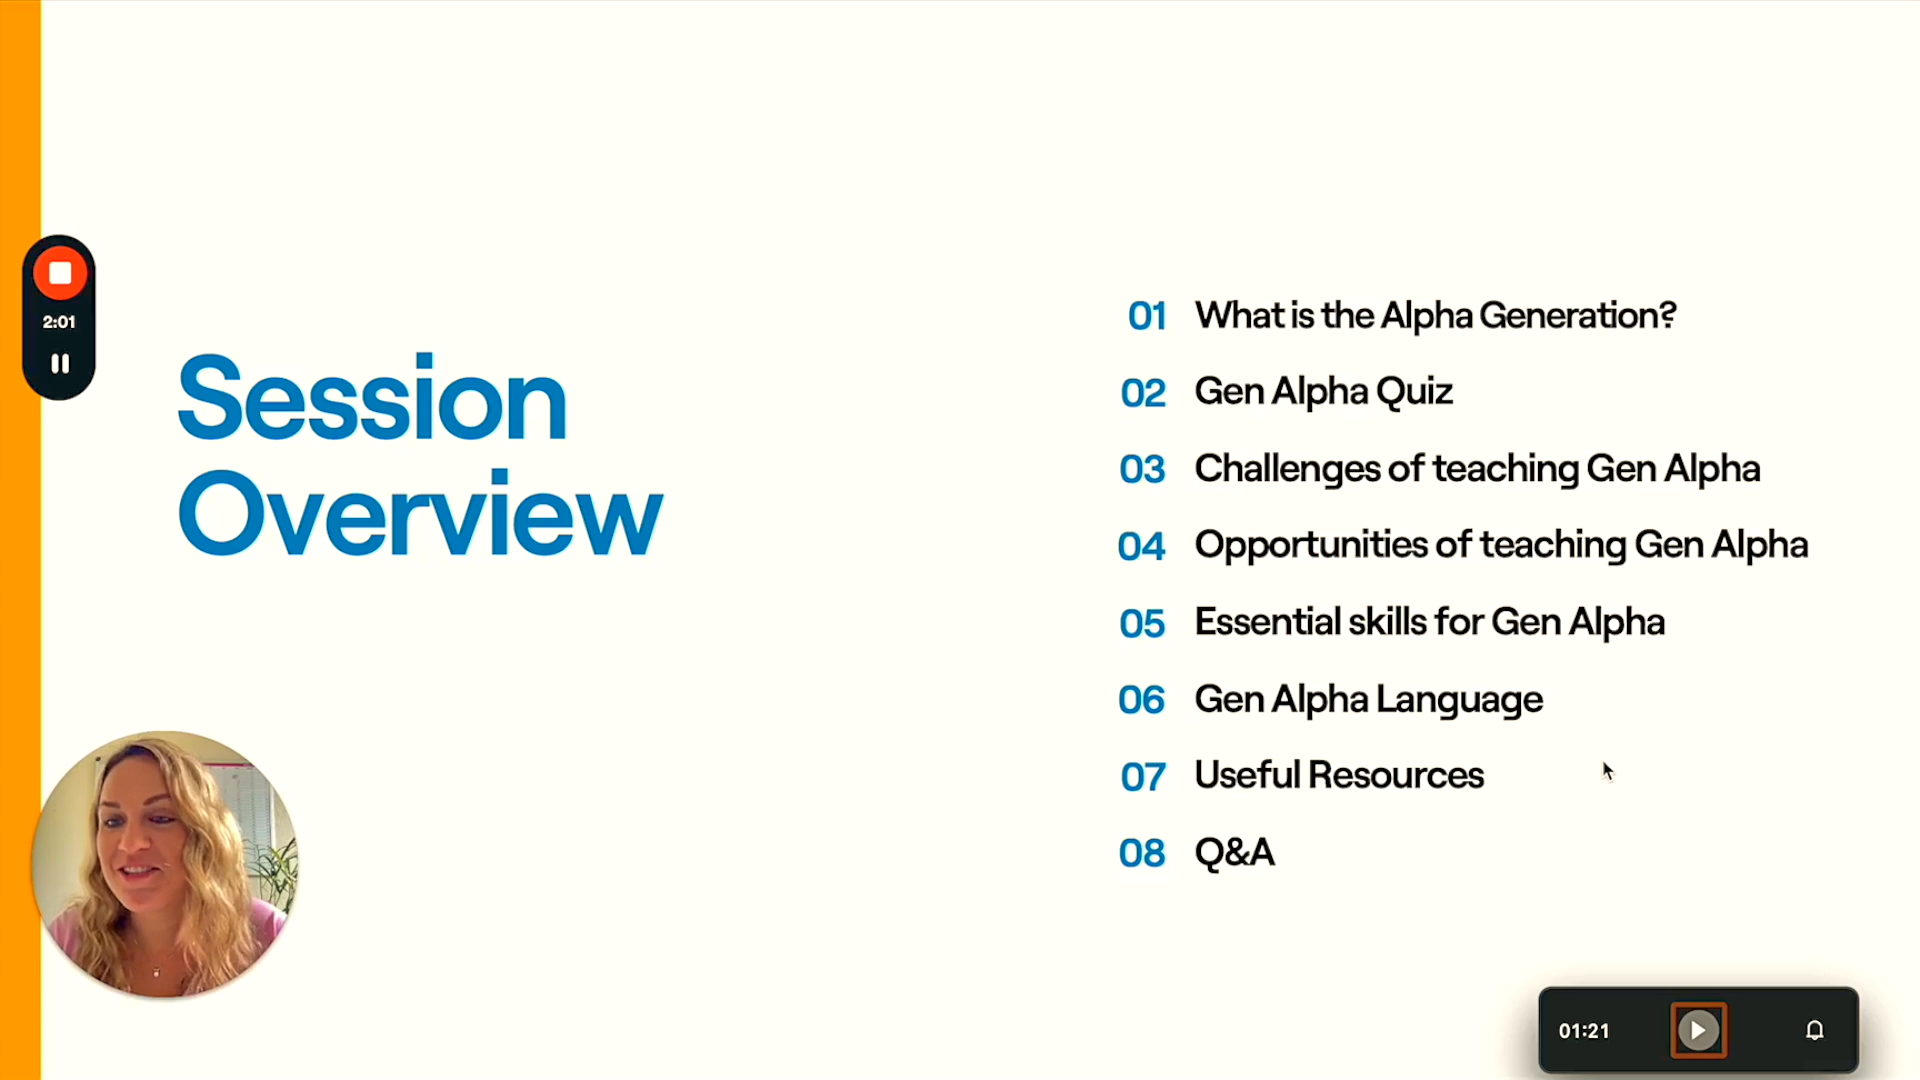 2:01
Session
Overview
01 What is the Alpha Generation?
02 Gen Alpha Quiz
03 Challenges of teaching Gen Alpha
04 Opportunities of teaching Gen Alpha
05 Essential skills for Gen Alpha
06 Gen Alpha Language
07 Useful Resources
08 Q&A
01:21